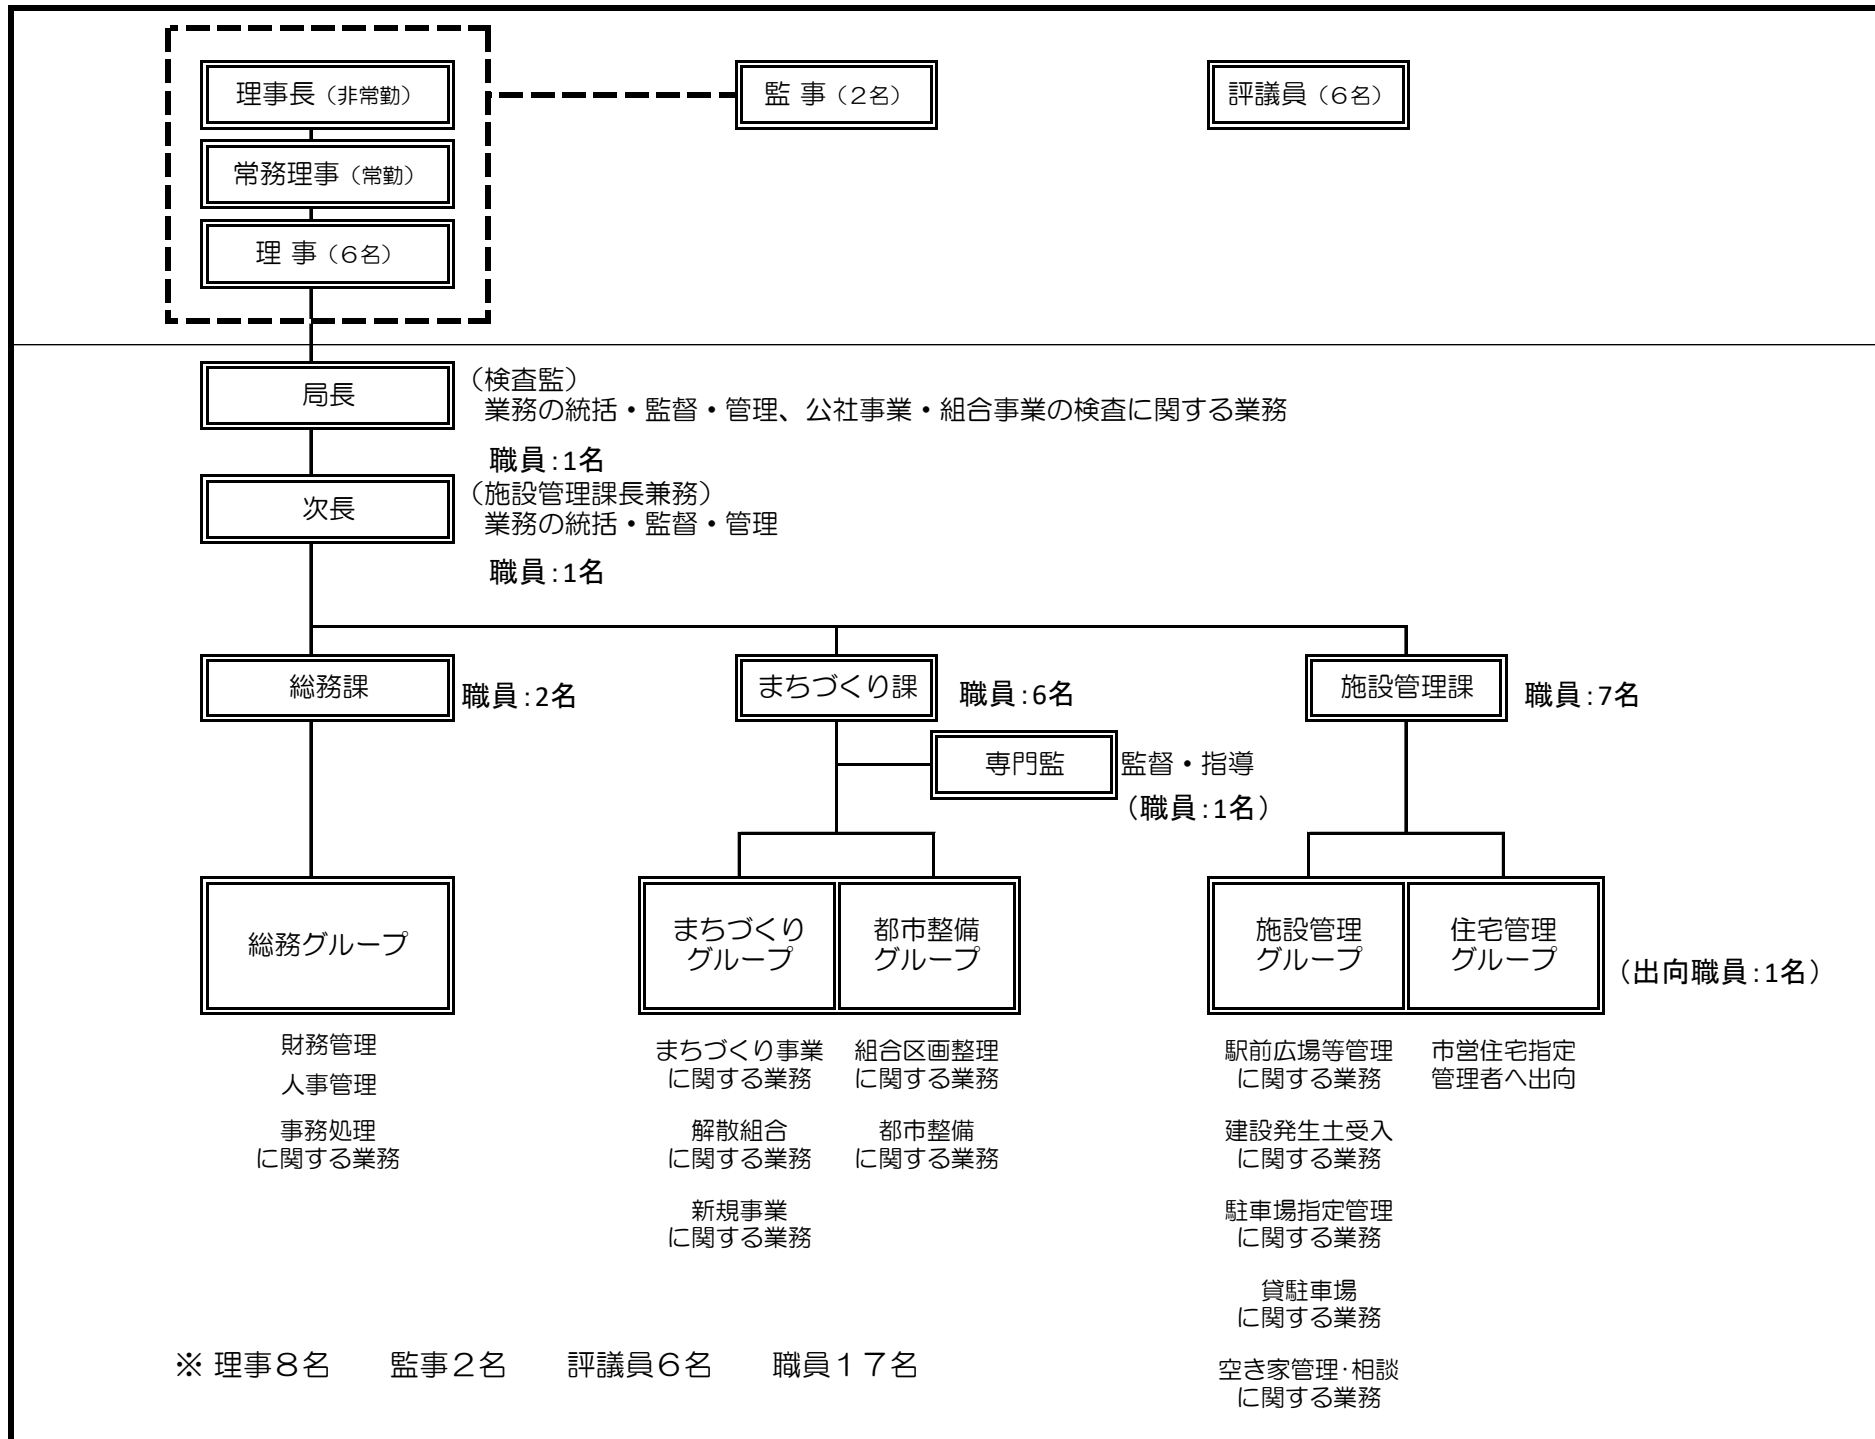 理事長（非常勤）
監 事（2名）
評議員（6名）
常務理事（常勤）
理 事（6名）
局長
（検査監）
業務の統括・監督・管理、公社事業・組合事業の検査に関する業務
職員:1名
次長
（施設管理課長兼務）
業務の統括・監督・管理
職員:1名
総務課
職員:2名
まちづくり課
職員:6名
施設管理課
職員:7名
専門監
監督・指導
（職員:1名）
総務グループ
まちづくり
グループ
都市整備
グループ
施設管理
グループ
住宅管理
グループ
（出向職員:1名）
財務管理
人事管理
事務処理
に関する業務
まちづくり事業
に関する業務
解散組合
に関する業務
新規事業
に関する業務
組合区画整理
に関する業務
都市整備
に関する業務
駅前広場等管理
に関する業務
建設発生土受入
に関する業務
駐車場指定管理
に関する業務
貸駐車場
に関する業務
空き家管理･相談
に関する業務
市営住宅指定
管理者へ出向
※ 理事８名　　監事２名　　評議員６名　　職員１７名